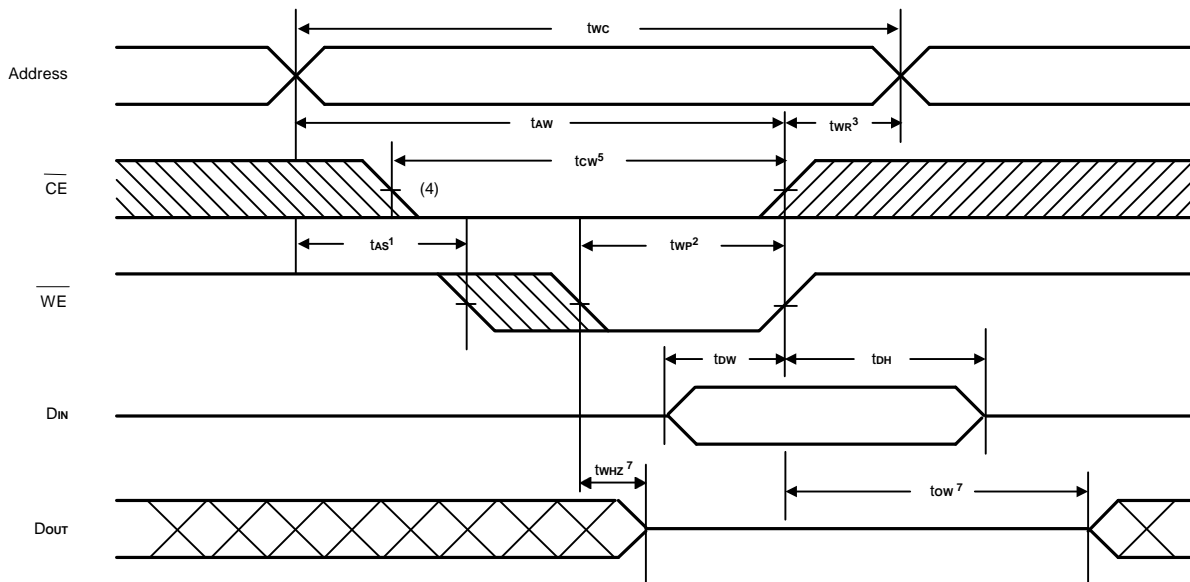 twc
Address
tAW
tWR³
tCW⁵
CE
(4)
tAS¹
tWP²
WE
tDW
tDH
DIN
tWHZ ⁷
tOW ⁷
DOUT